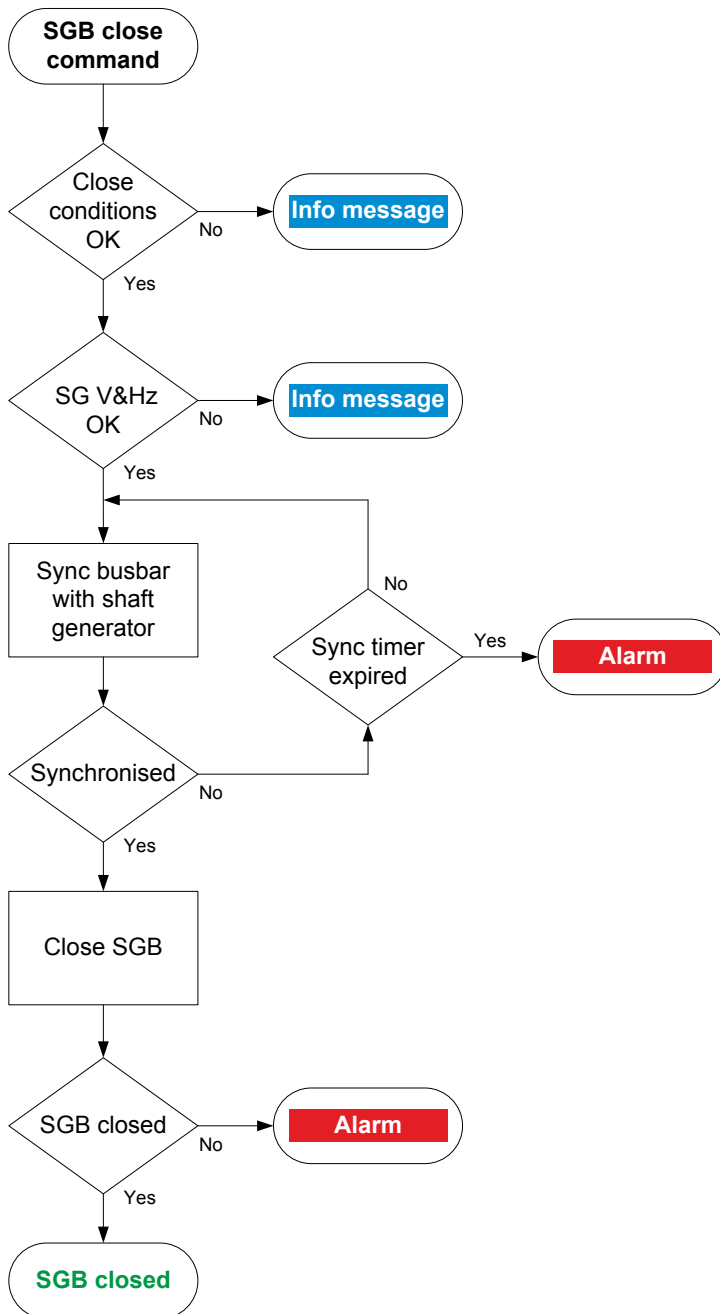 SGB close
command
Close
conditions
OK
No
Info message
Yes
SG V&Hz
OK
No
Info message
Yes
Sync busbar
with shaft
generator
No
Sync timer
expired
Yes
Alarm
Synchronised
No
Yes
Close SGB
SGB closed
No
Alarm
Yes
SGB closed